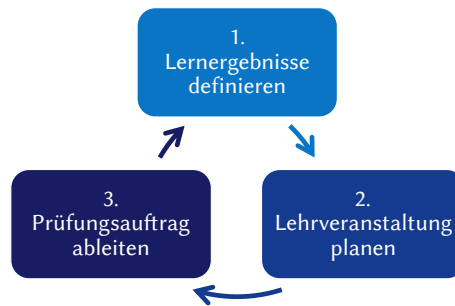 1.
Lernergebnisse
definieren
2.
Lehrveranstaltung
planen
3.
Prüfungsauftrag
ableiten